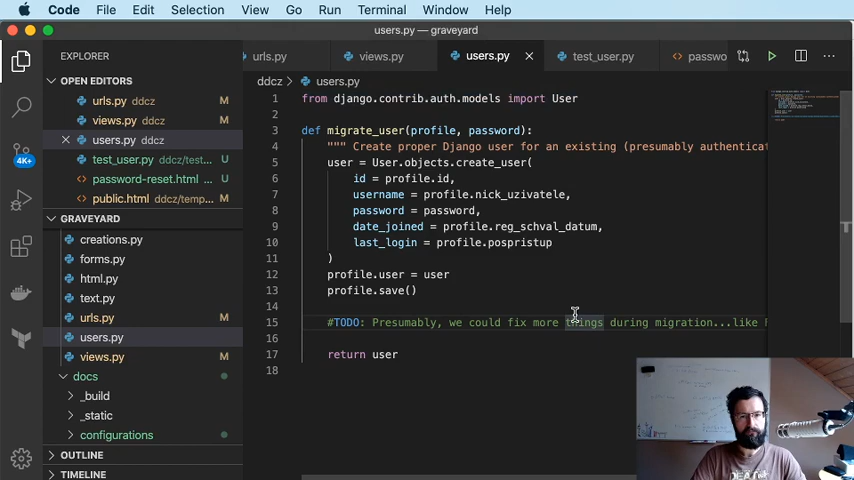 Code File Edit Selection View Go Run Terminal Window Help
users.py — graveyard
EXPLORER
urls.py views.py users.py test_user.py passwo
OPEN EDITORS
urls.py ddcz M
views.py ddcz M
users.py ddcz
test_user.py ddcz/test... U
password-reset.html ... U
public.html ddcz/temp... M
GRAVEYARD
creations.py
forms.py
html.py
text.py
urls.py M
users.py
views.py M
docs
_build
_static
configurations
OUTLINE
TIMELINE
4K+
ddcz > users.py
1 from django.contrib.auth.models import User
2
3 def migrate_user(profile, password):
4 """ Create proper Django user for an existing (presumably authenticat
5 user = User.objects.create_user(
6 id = profile.id,
7 username = profile.nick_uzivatele,
8 password = password,
9 date_joined = profile.reg_schval_datum,
10 last_login = profile.pospristup
11 )
12 profile.user = user
13 profile.save()
14
15 #TODO: Presumably, we could fix more things during migration...like
16
17 return user
18